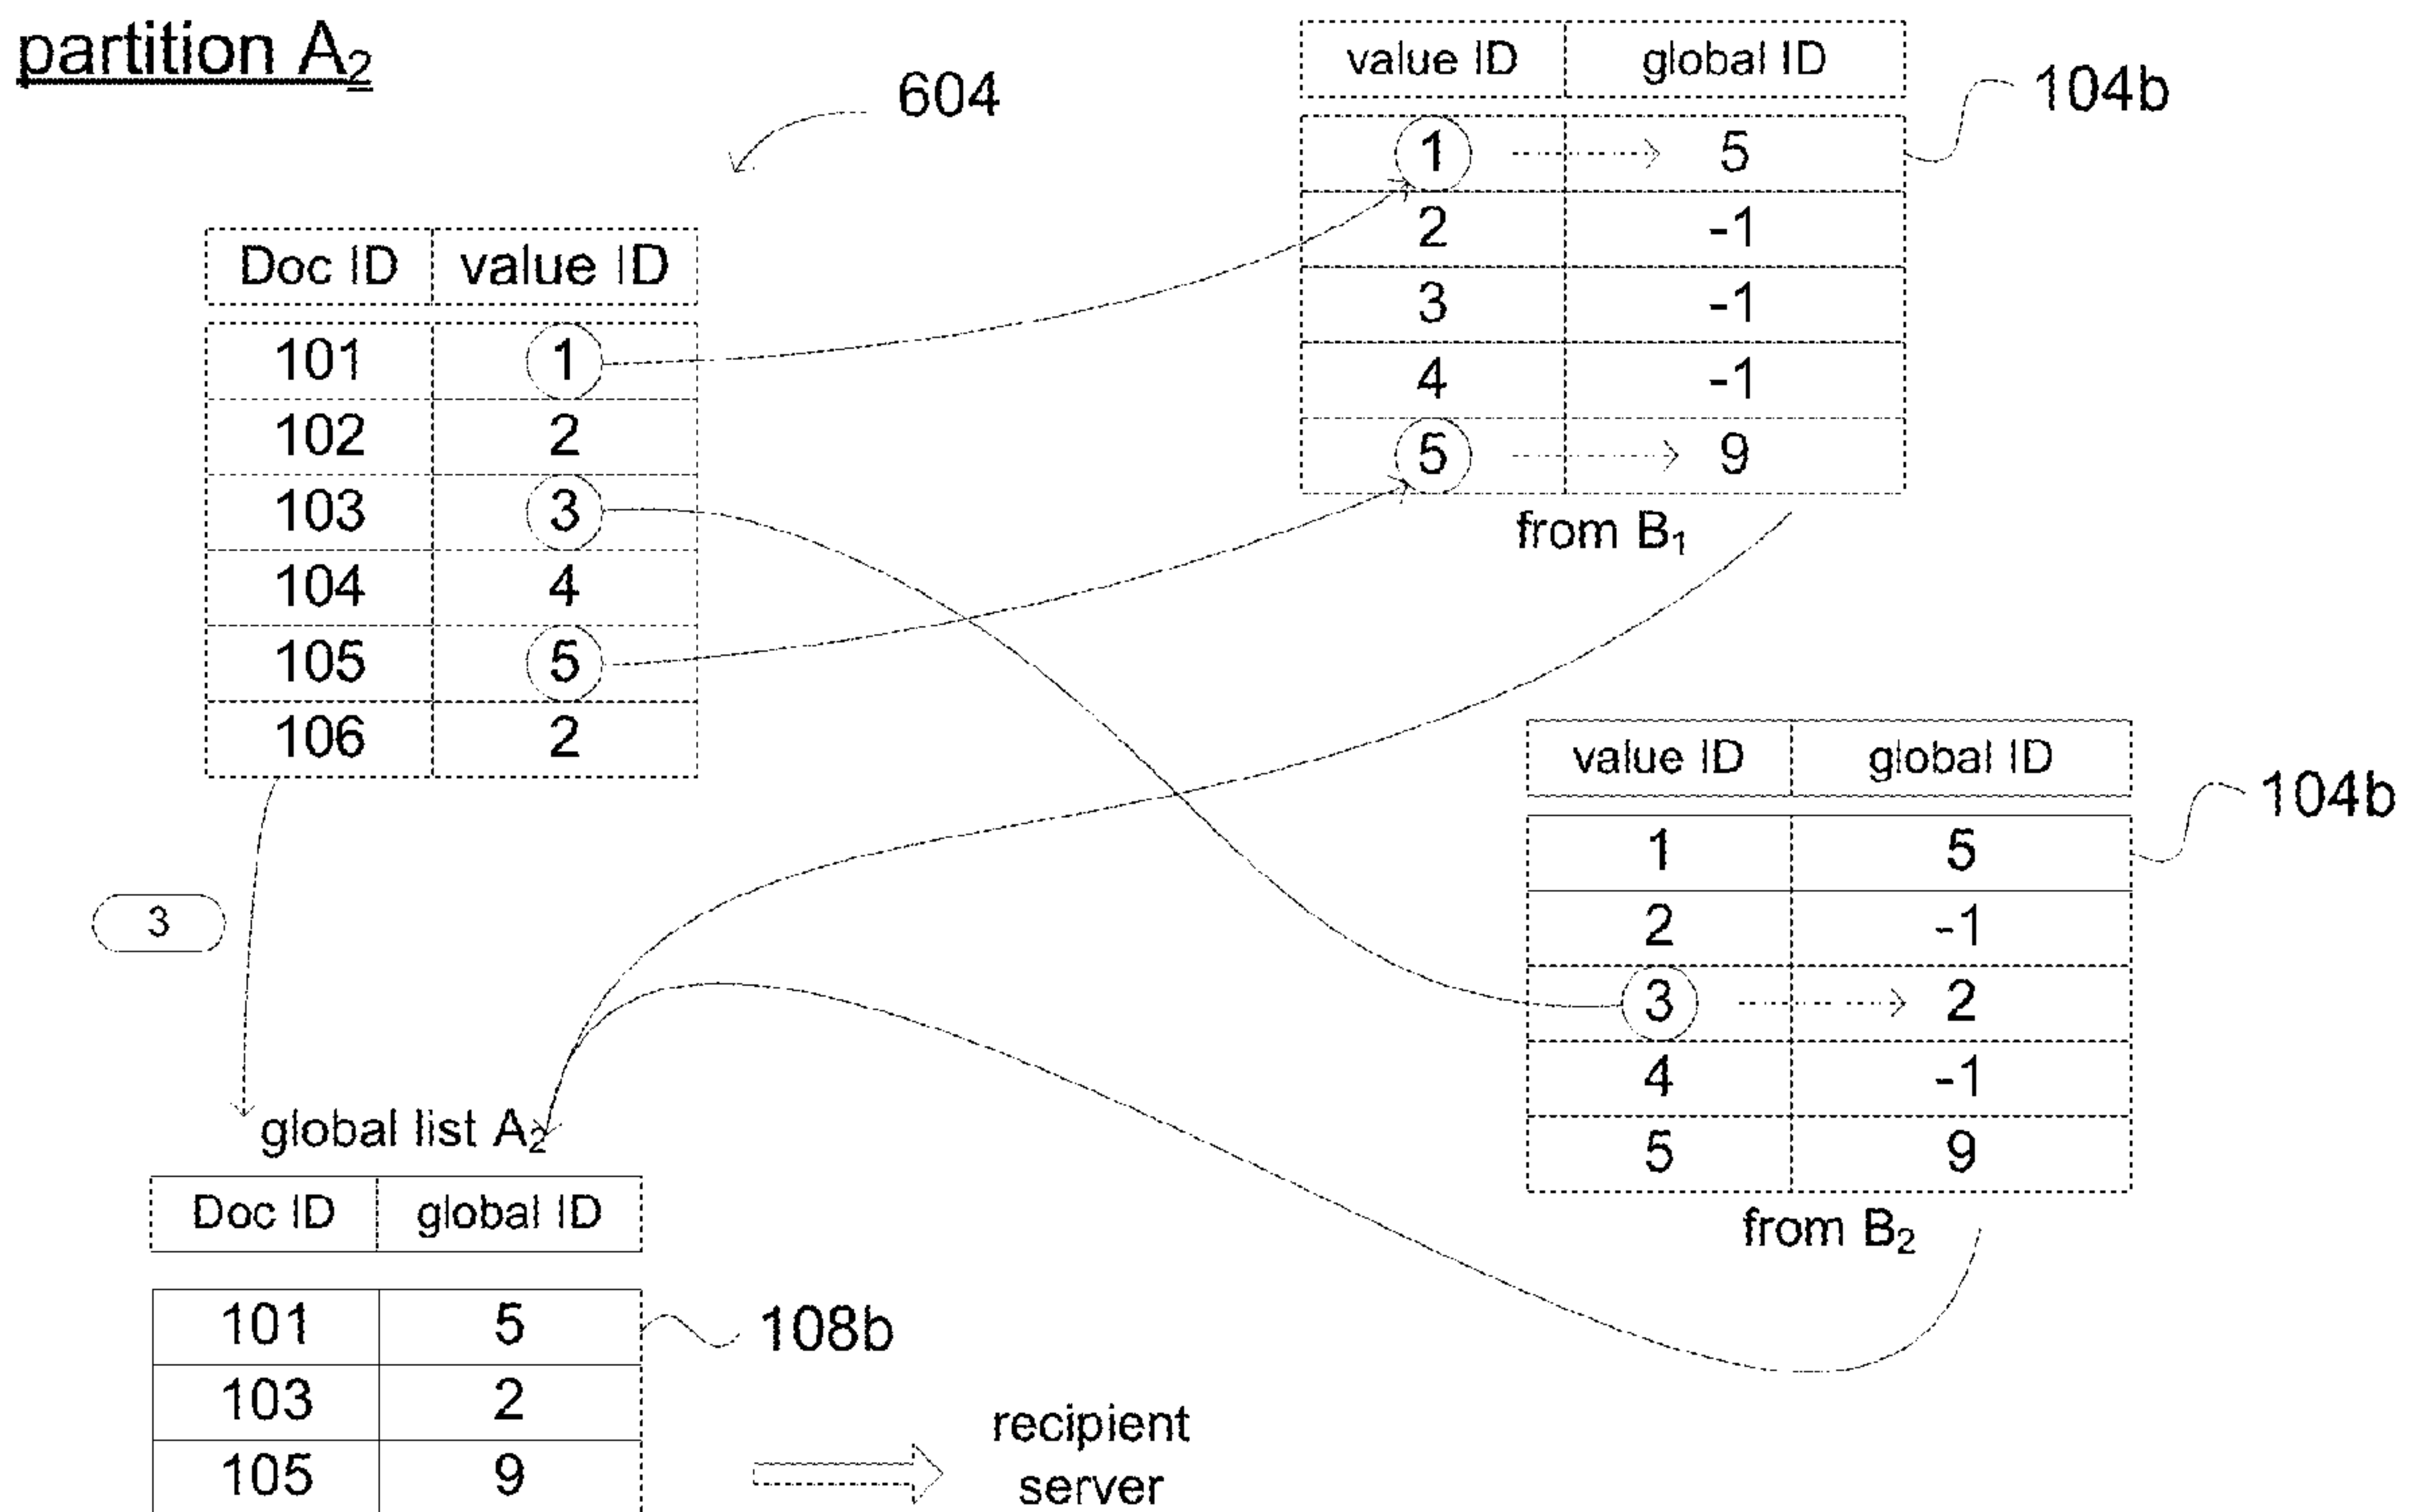 partition A₂
604
value ID global ID
104b
1 5
2 -1
3 -1
4 -1
5 9
from B₁
Doc ID value ID
101 1
102 2
103 3
104 4
105 5
106 2
3
value ID global ID
104b
1 5
2 -1
3 2
4 -1
5 9
from B₂
global list A₂
Doc ID global ID
101 5
103 2
105 9
108b
recipient
server